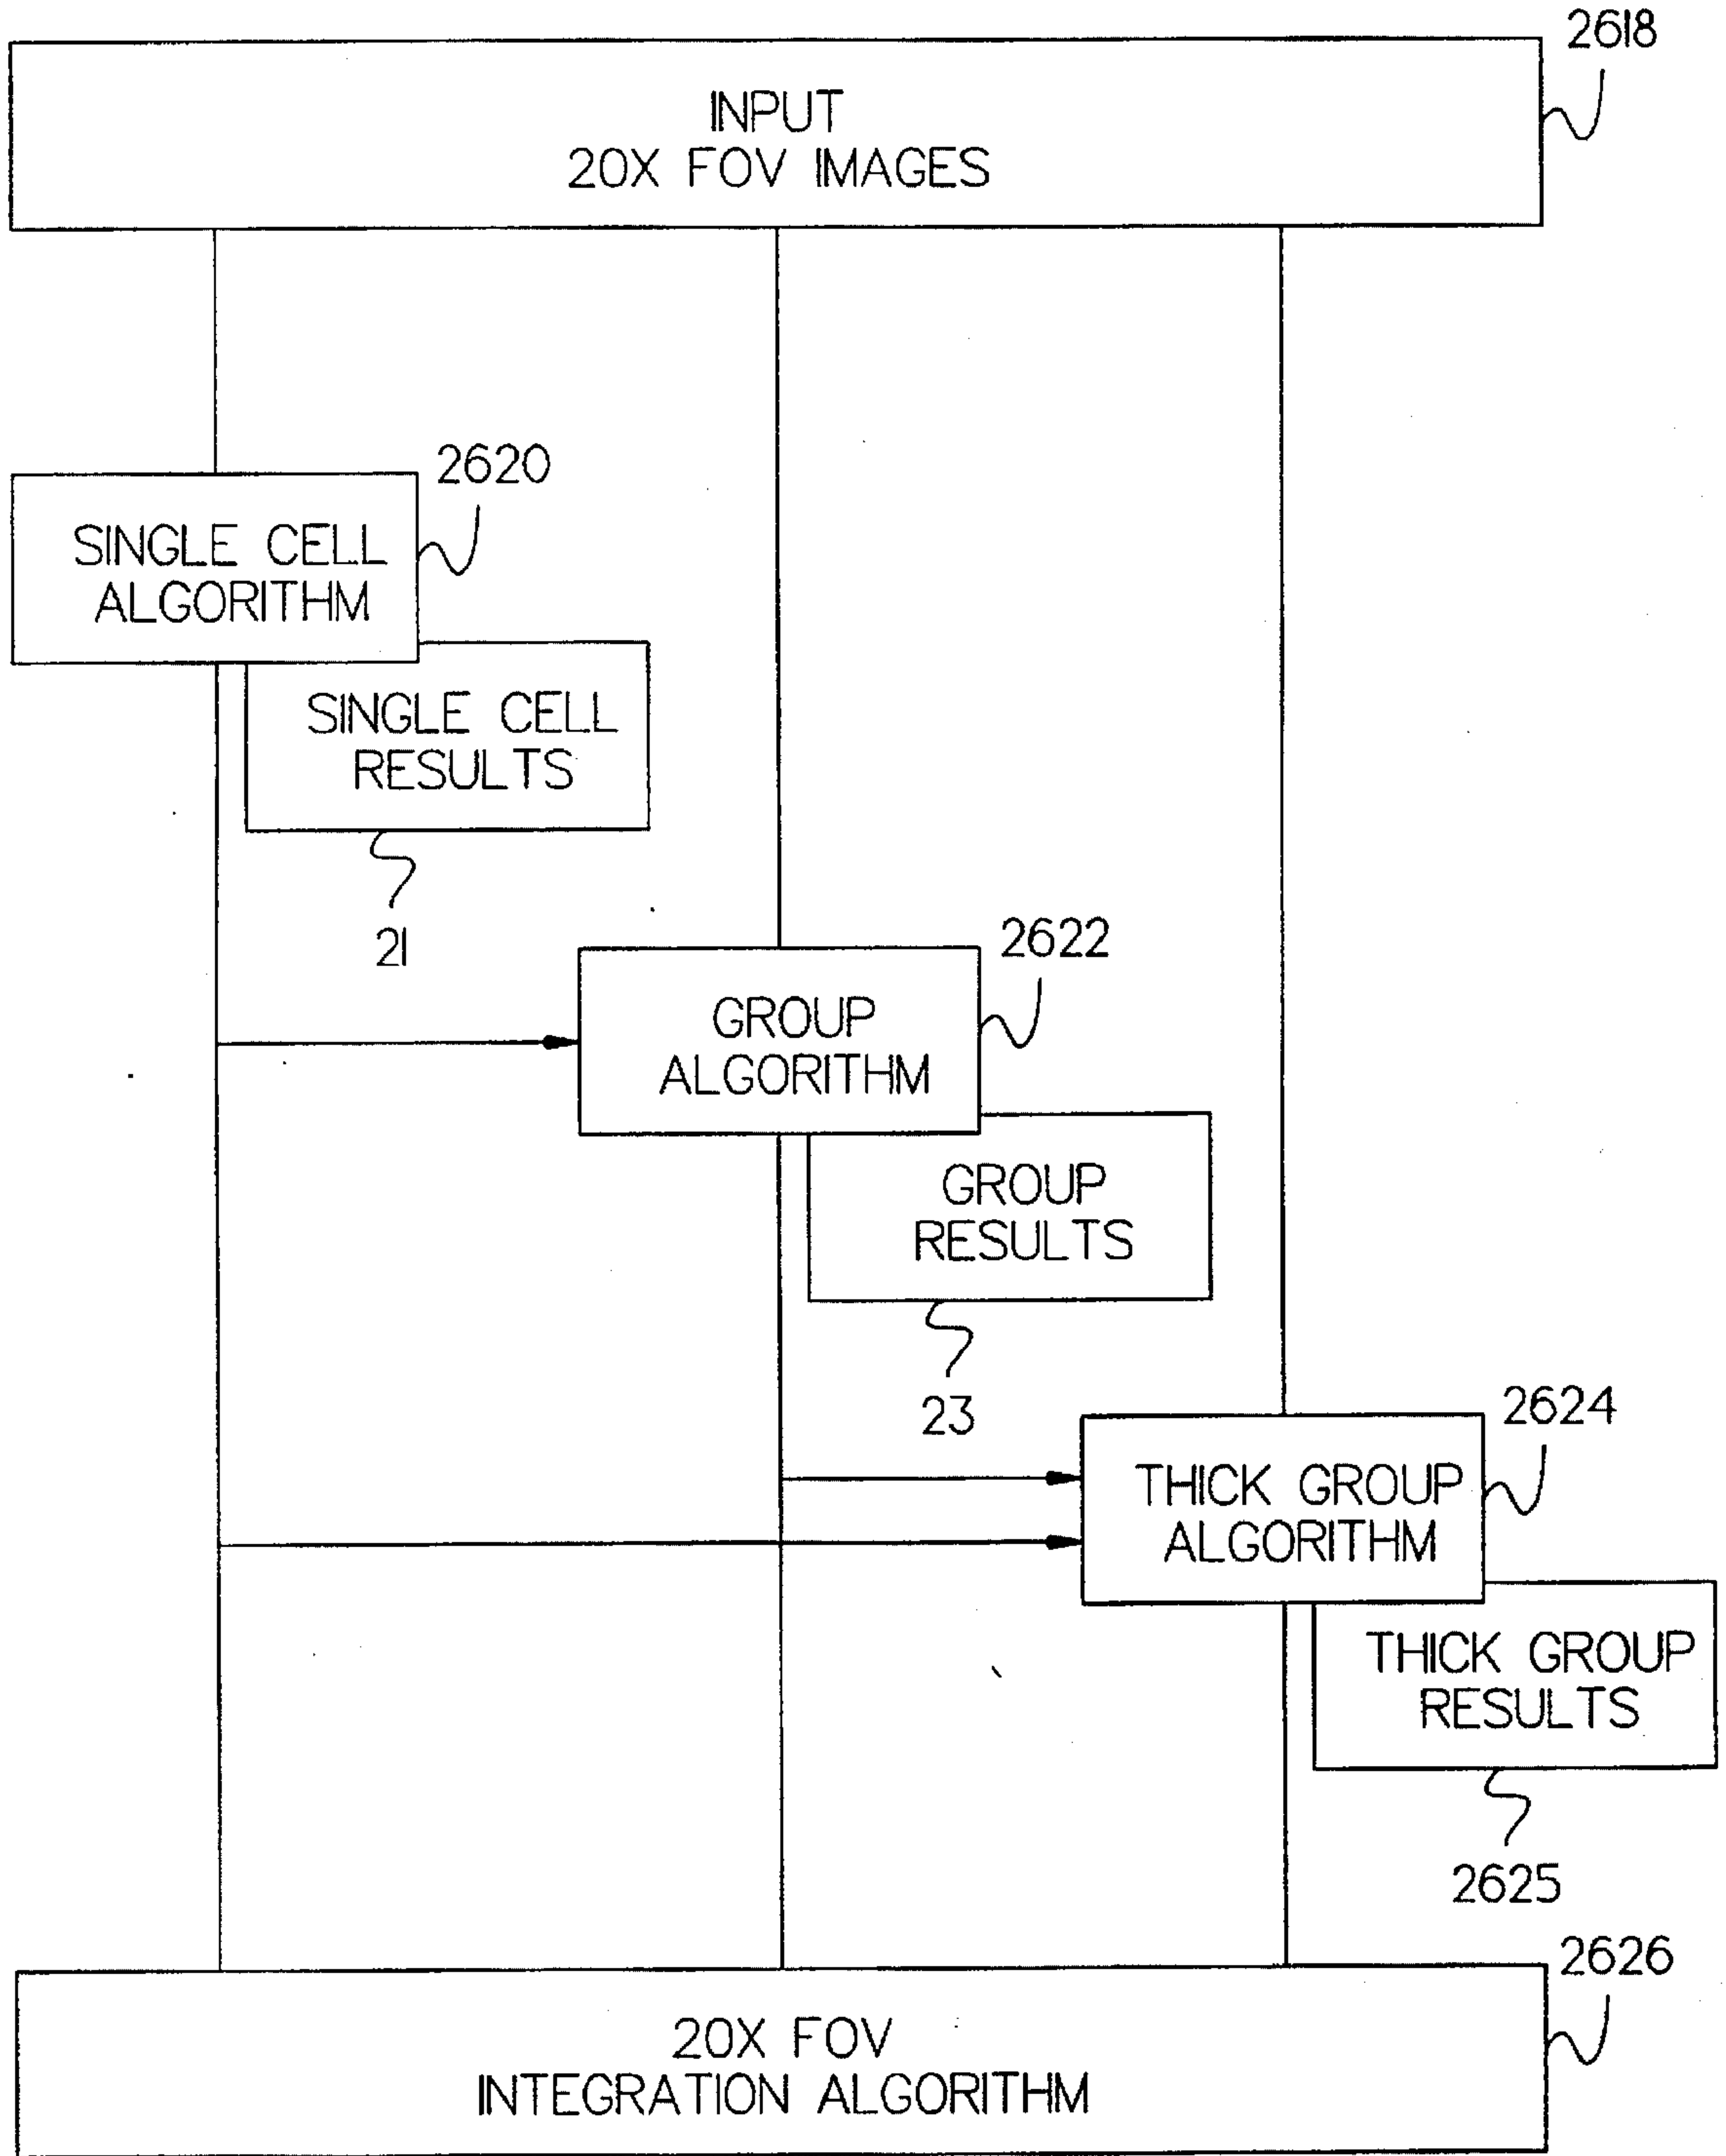 2618
INPUT
20X FOV IMAGES
2620
SINGLE CELL
ALGORITHM
SINGLE CELL
RESULTS
21
2622
GROUP
ALGORITHM
GROUP
RESULTS
23
2624
THICK GROUP
ALGORITHM
THICK GROUP
RESULTS
2625
2626
20X FOV
INTEGRATION ALGORITHM